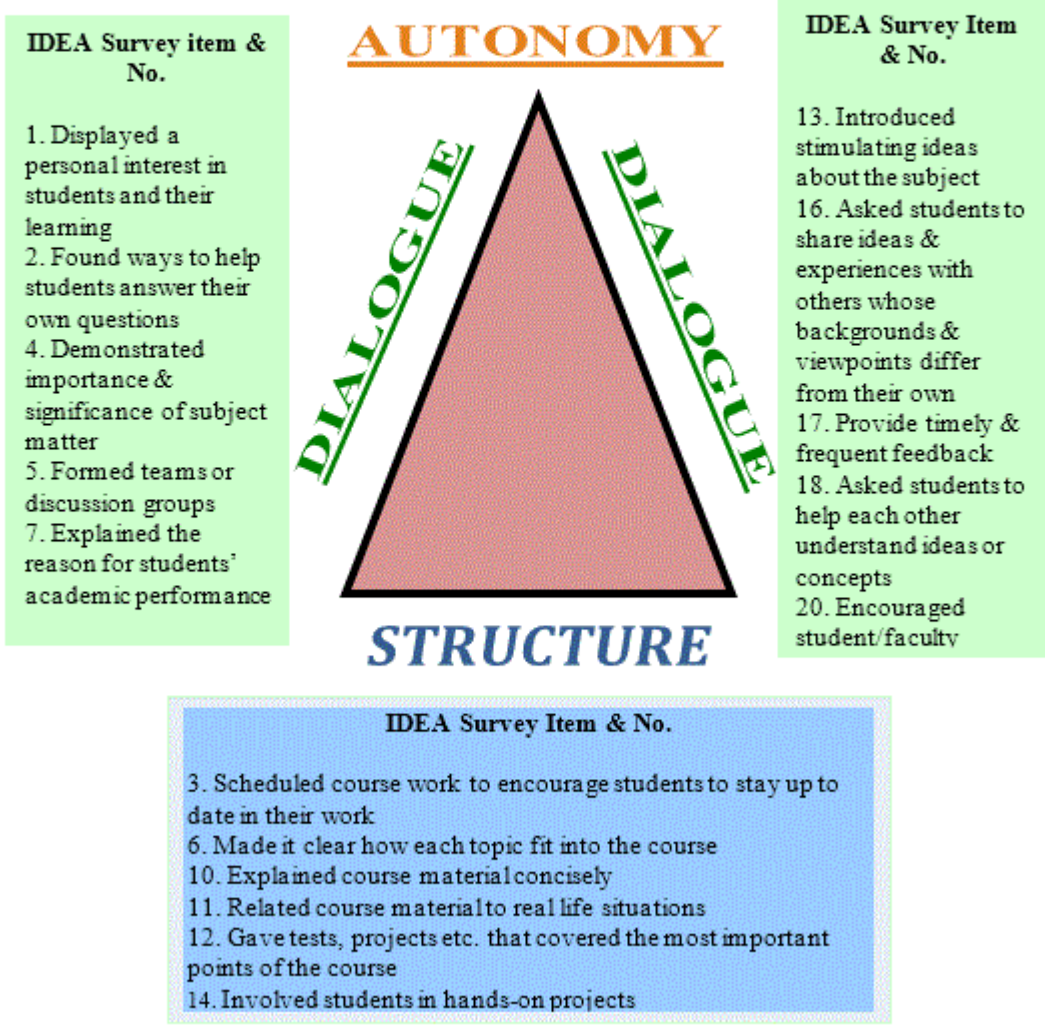 IDEA Survey item &
No.
1. Displayed a
personal interest in
students and their
learning
2. Found ways to help
students answer their
own questions
4. Demonstrated
importance &
significance of subject
matter
5. Formed teams or
discussion groups
7. Explained the
reason for students’
academic performance
AUTONOMY
DIALOGUE
DIALOGUE
STRUCTURE
IDEA Survey Item
& No.
13. Introduced
stimulating ideas
about the subject
16. Asked students to
share ideas &
experiences with
others whose
backgrounds &
viewpoints differ
from their own
17. Provide timely &
frequent feedback
18. Asked students to
help each other
understand ideas or
concepts
20. Encouraged
student/faculty
IDEA Survey Item & No.
3. Scheduled course work to encourage students to stay up to
date in their work
6. Made it clear how each topic fit into the course
10. Explained course material concisely
11. Related course material to real life situations
12. Gave tests, projects etc. that covered the most important
points of the course
14. Involved students in hands-on projects